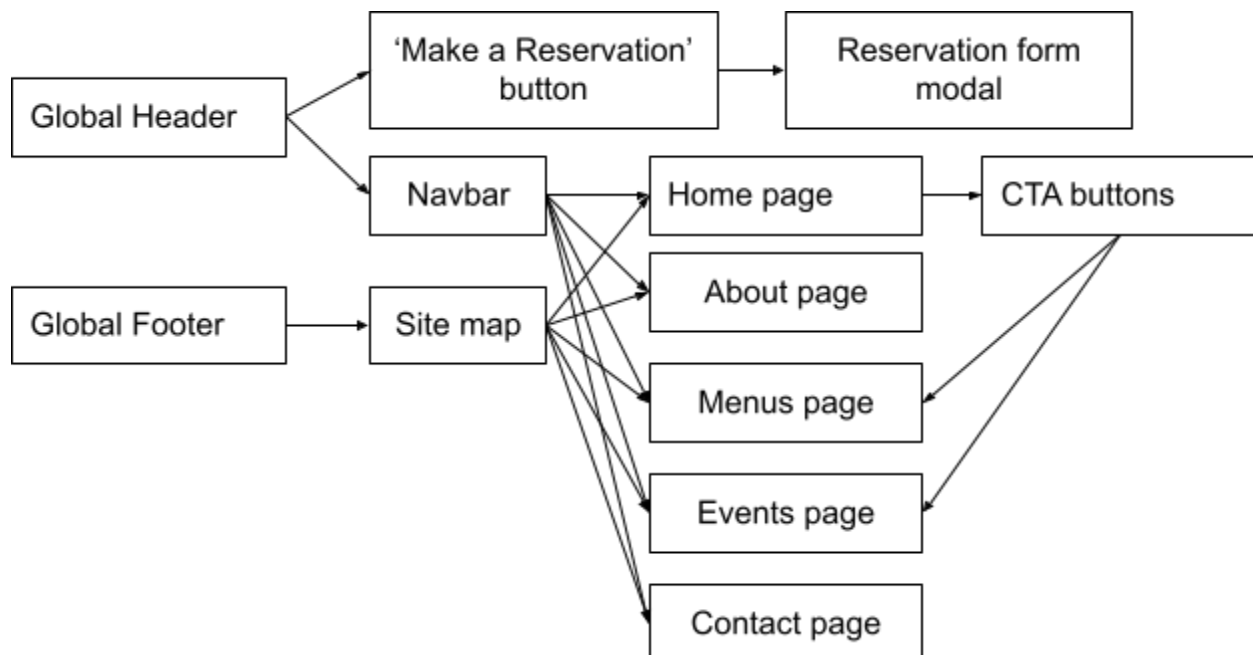 ‘Make a Reservation’
button
Reservation form
modal
Global Header
Navbar
Home page
CTA buttons
About page
Global Footer
Site map
Menus page
Events page
Contact page